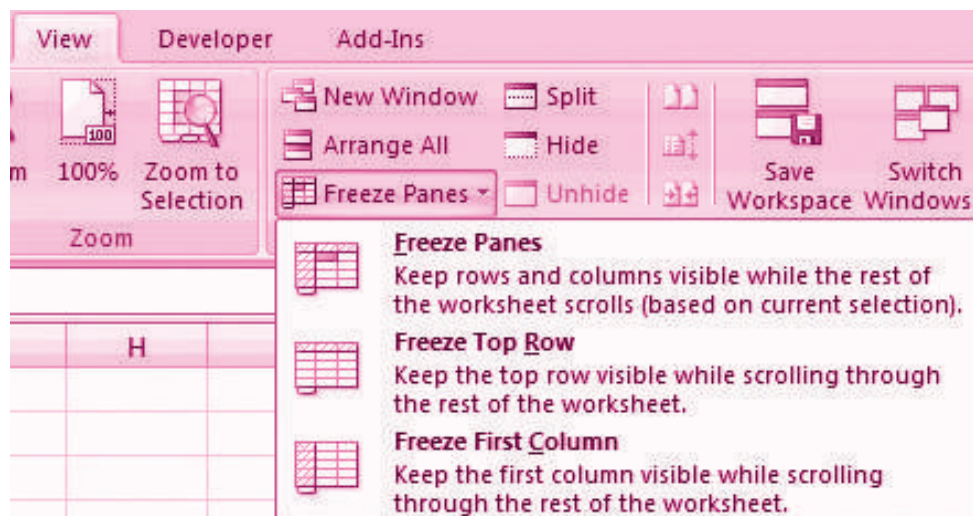 View Developer Add-Ins
New Window Split
100
Arrange All Hide
m 100% Zoom to Selection
Save Workspace Switch Windows
Freeze Panes Unhide
Zoom
Freeze Panes
Keep rows and columns visible while the rest of
the worksheet scrolls (based on current selection).
H
Freeze Top Row
Keep the top row visible while scrolling through
the rest of the worksheet.
Freeze First Column
Keep the first column visible while scrolling
through the rest of the worksheet.